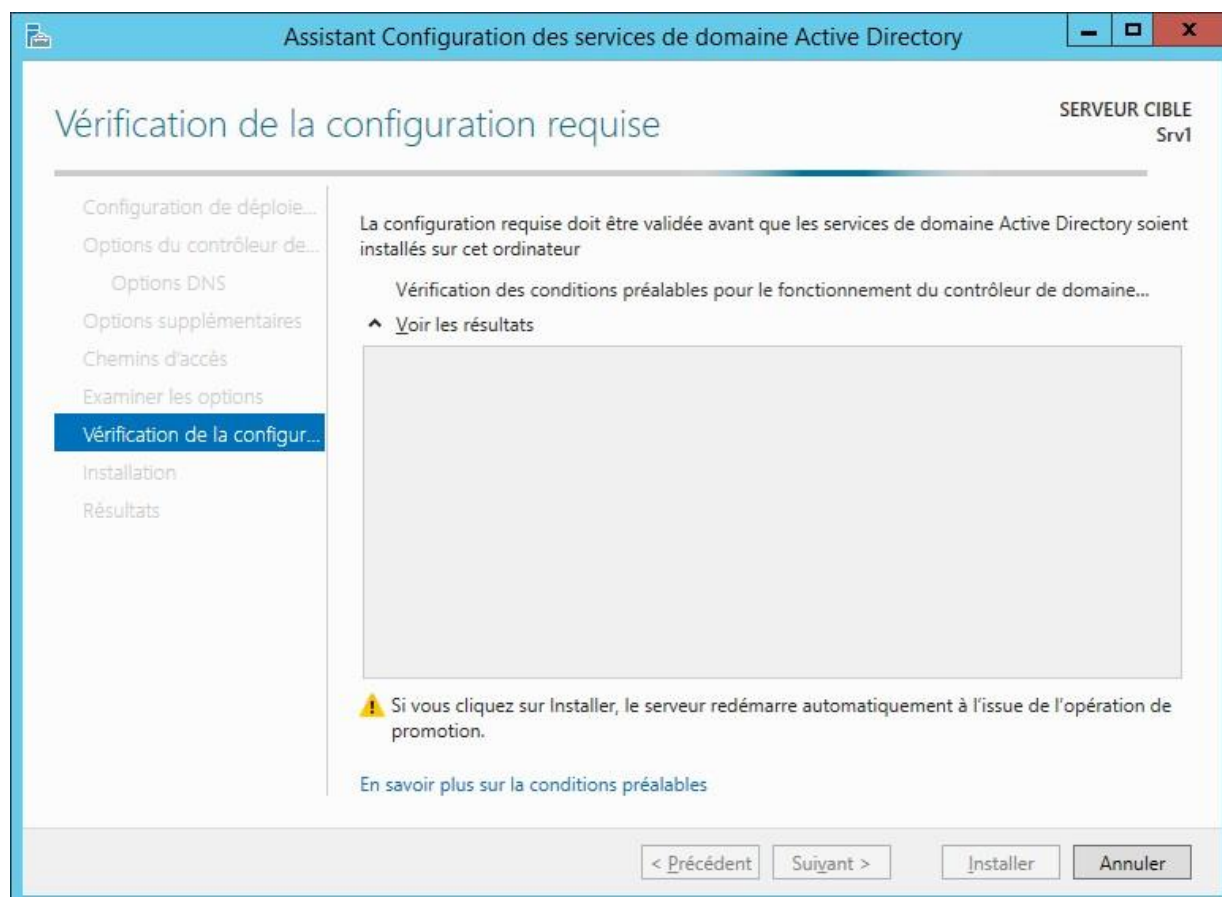 Assistant Configuration des services de domaine Active Directory
Vérification de la configuration requise
SERVEUR CIBLE
Srv1
Configuration de déploie...
Options du contrôleur de...
Options DNS
Options supplémentaires
Chemins d'accès
Examiner les options
Vérification de la configur...
Installation
Résultats
La configuration requise doit être validée avant que les services de domaine Active Directory soient
installés sur cet ordinateur
Vérification des conditions préalables pour le fonctionnement du contrôleur de domaine...
Voir les résultats
Si vous cliquez sur Installer, le serveur redémarre automatiquement à l'issue de l'opération de
promotion.
En savoir plus sur la conditions préalables
< Précédent
Suivant >
Installer
Annuler